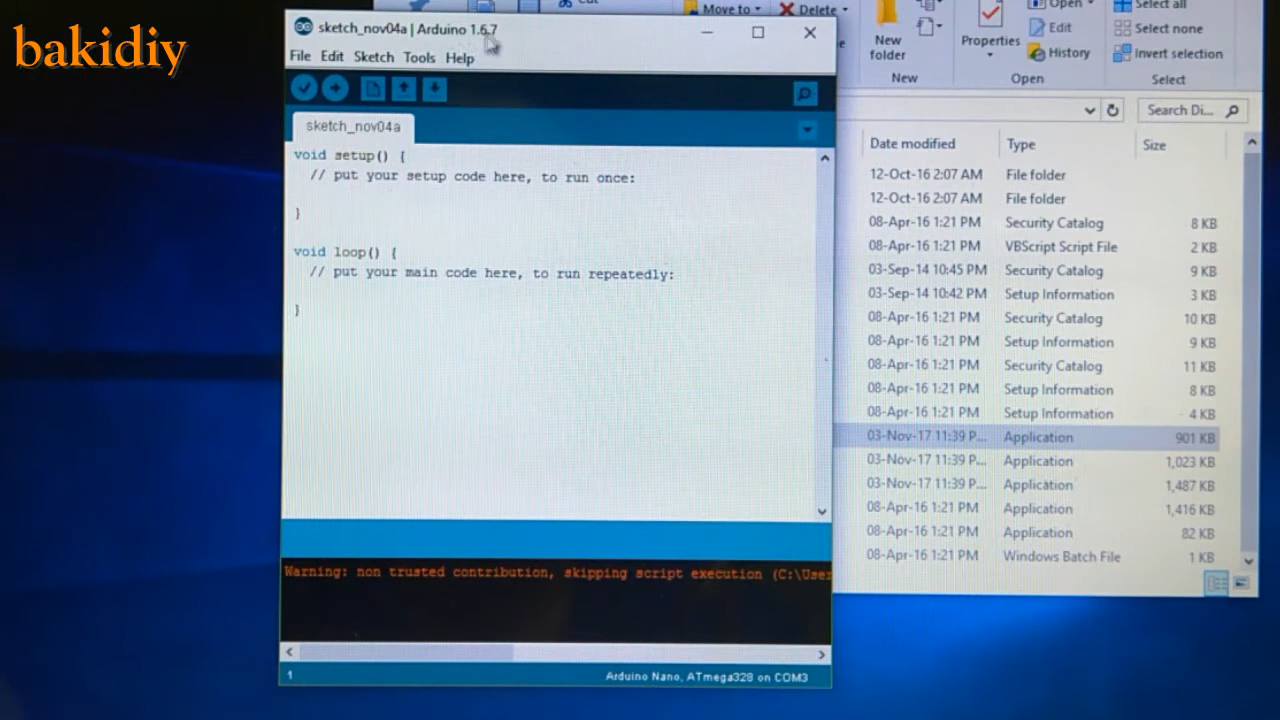 bakidiy
sketch_nov04a | Arduino 1.6.7
File Edit Sketch Tools Help
sketch_nov04a
void setup() {
// put your setup code here, to run once:
}
void loop() {
// put your main code here, to run repeatedly:
}
Warning: non trusted contribution, skipping script execution (C:\User
1
Arduino Nano, ATmega328 on COM3
Move to Delete
New folder
New
Properties
Open
Edit
History
Open
Select all
Select none
Invert selection
Select
Search Di...
Date modified Type Size
12-Oct-16 2:07 AM File folder
12-Oct-16 2:07 AM File folder
08-Apr-16 1:21 PM Security Catalog 8 KB
08-Apr-16 1:21 PM VBScript Script File 2 KB
03-Sep-14 10:45 PM Security Catalog 9 KB
03-Sep-14 10:42 PM Setup Information 3 KB
08-Apr-16 1:21 PM Security Catalog 10 KB
08-Apr-16 1:21 PM Setup Information 9 KB
08-Apr-16 1:21 PM Security Catalog 11 KB
08-Apr-16 1:21 PM Setup Information 8 KB
08-Apr-16 1:21 PM Setup Information 4 KB
03-Nov-17 11:39 P... Application 901 KB
03-Nov-17 11:39 P... Application 1,023 KB
03-Nov-17 11:39 P... Application 1,487 KB
08-Apr-16 1:21 PM Application 1,416 KB
08-Apr-16 1:21 PM Application 82 KB
08-Apr-16 1:21 PM Windows Batch File 1 KB